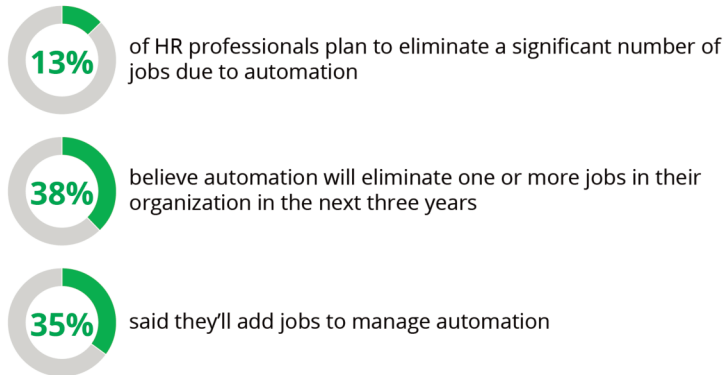 13%
of HR professionals plan to eliminate a significant number of
jobs due to automation
38%
believe automation will eliminate one or more jobs in their
organization in the next three years
35%
said they’ll add jobs to manage automation